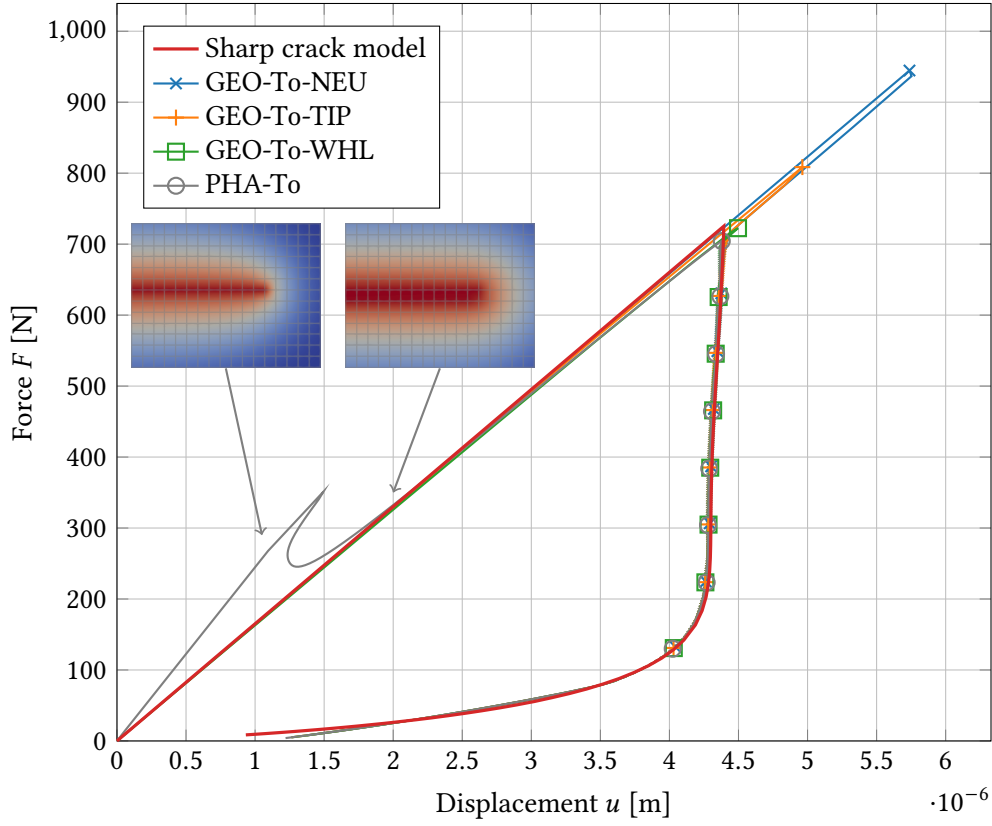 1,000
900
800
700
600
500
400
300
200
100
0
Force F [N]
Sharp crack model
GEO-To-NEU
GEO-To-TIP
GEO-To-WHL
PHA-To
0 0.5 1 1.5 2 2.5 3 3.5 4 4.5 5 5.5 6
·10⁻⁶
Displacement u [m]